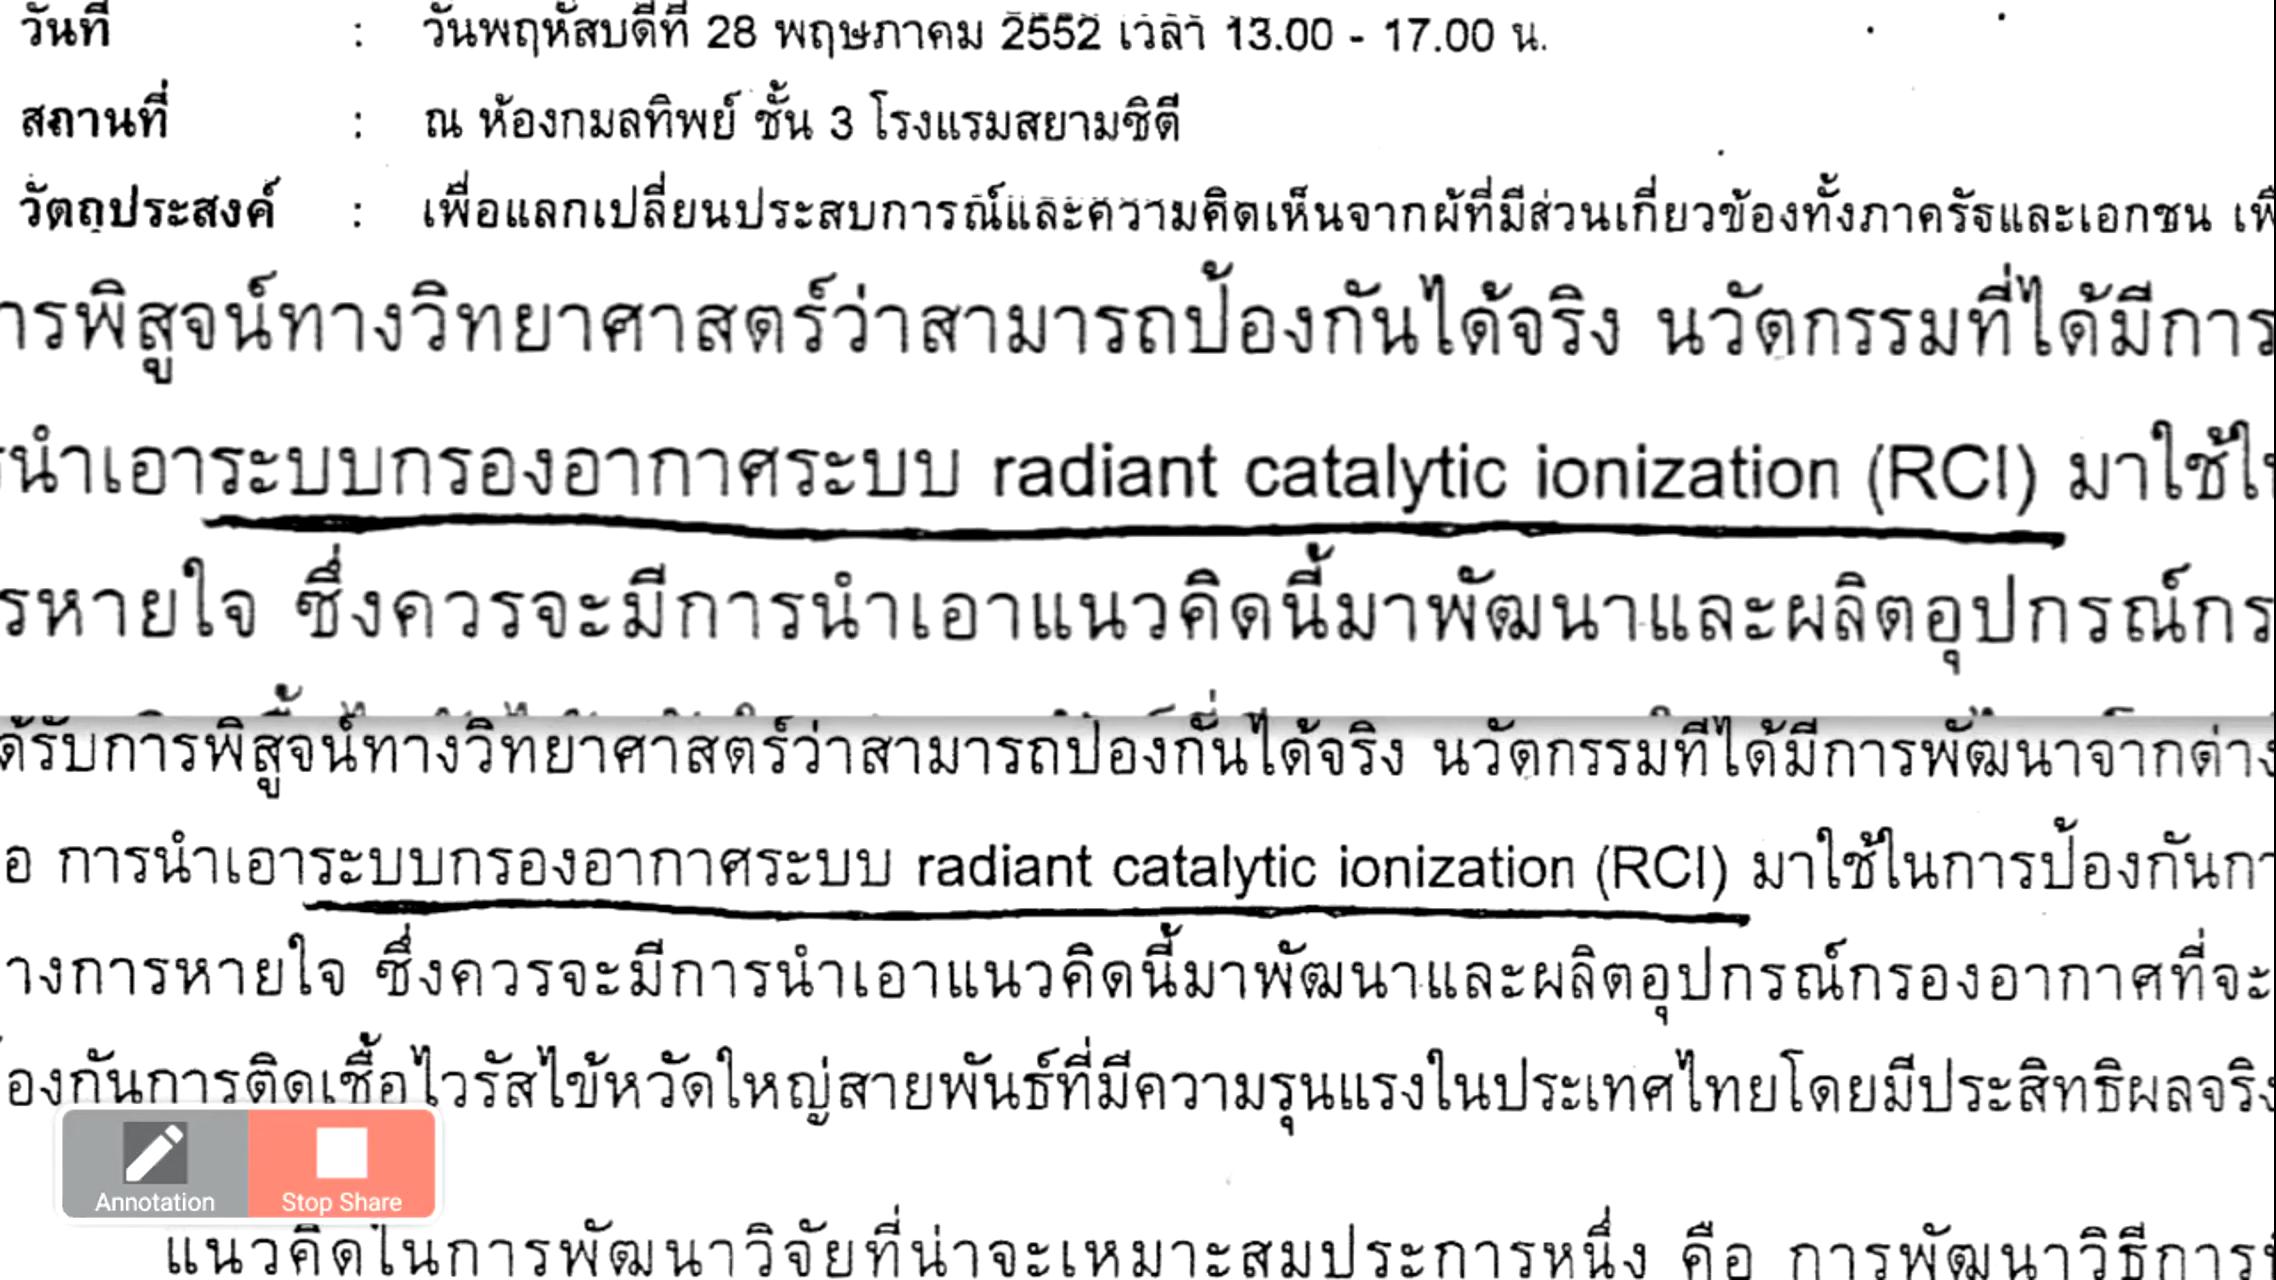 วันที่ : วันพฤหัสบดีที่ 28 พฤษภาคม 2552 เวลา 13.00 - 17.00 น.
สถานที่ : ณ ห้องกมลทิพย์ ชั้น 3 โรงแรมสยามซิตี
วัตถุประสงค์ : เพื่อแลกเปลี่ยนประสบการณ์และความคิดเห็นจากผู้ที่มีส่วนเกี่ยวข้องทั้งภาครัฐและเอกชน
ารพิสูจน์ทางวิทยาศาสตร์ว่าสามารถป้องกันได้จริง นวัตกรรมที่ได้มีการ
นำเอาระบบกรองอากาศระบบ radiant catalytic ionization (RCI) มาใช้ใ
รหายใจ ซึ่งควรจะมีการนำเอาแนวคิดนี้มาพัฒนาและผลิตอุปกรณ์กร
ด้รับการพิสูจน์ทางวิทยาศาสตร์ว่าสามารถป้องกันได้จริง นวัตกรรมที่ได้มีการพัฒนาจากต่าง
อ การนำเอาระบบกรองอากาศระบบ radiant catalytic ionization (RCI) มาใช้ในการป้องกันกา
างการหายใจ ซึ่งควรจะมีการนำเอาแนวคิดนี้มาพัฒนาและผลิตอุปกรณ์กรองอากาศที่จะ
องกันการติดเชื้อไวรัสไข้หวัดใหญ่สายพันธ์ที่มีความรุนแรงในประเทศไทยโดยมีประสิทธิผลจริง
Annotation Stop Share
แนวคิดในการพัฒนาวิจัยที่น่าจะเหมาะสมประการหนึ่ง คือ การพัฒนาวิธีการ